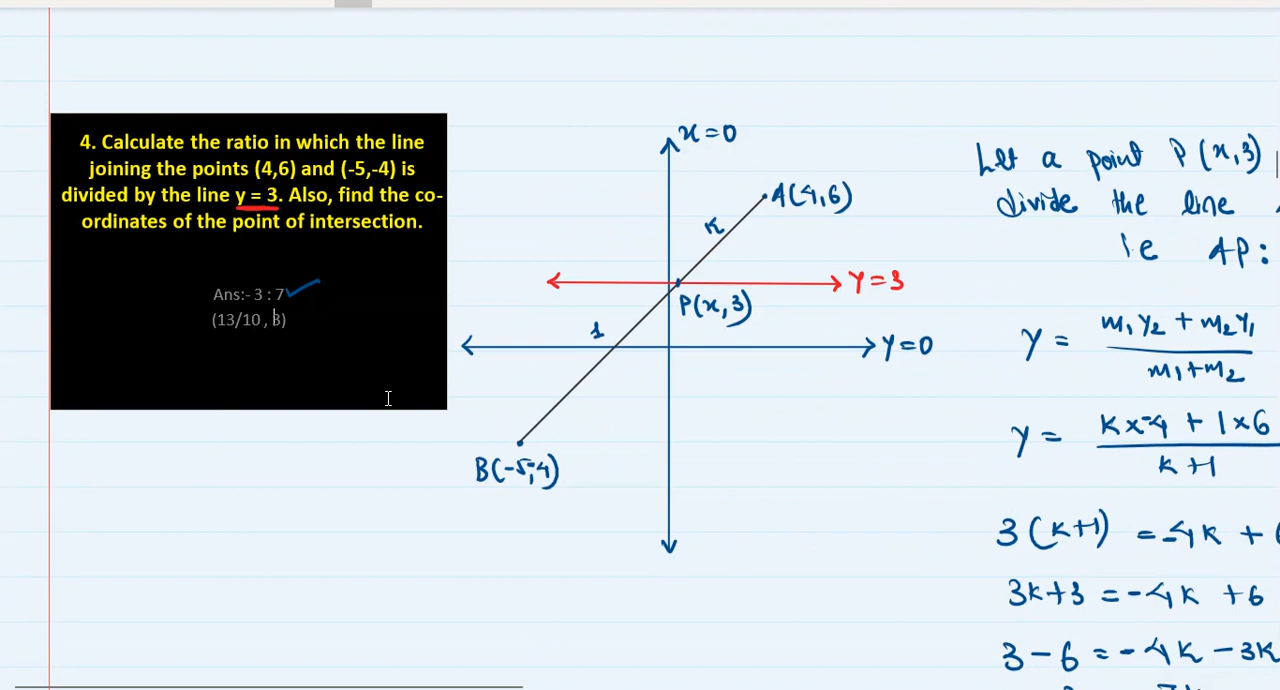 4. Calculate the ratio in which the line
joining the points (4,6) and (-5,-4) is
divided by the line y = 3. Also, find the co-
ordinates of the point of intersection.
Ans:- 3 : 7
(13/10 , 3)
x=0
A(4,6)
K
Y=3
P(x,3)
1
Y=0
B(-5,-4)
Let a point P(x,3)
divide the line
ie AP:
y = m₁y₂ + m₂y₁
m₁+m₂
y = K×-4 + 1×6
K+1
3(K+1) = -4K +
3K+3 = -4K +6
3-6 = -4K -3K